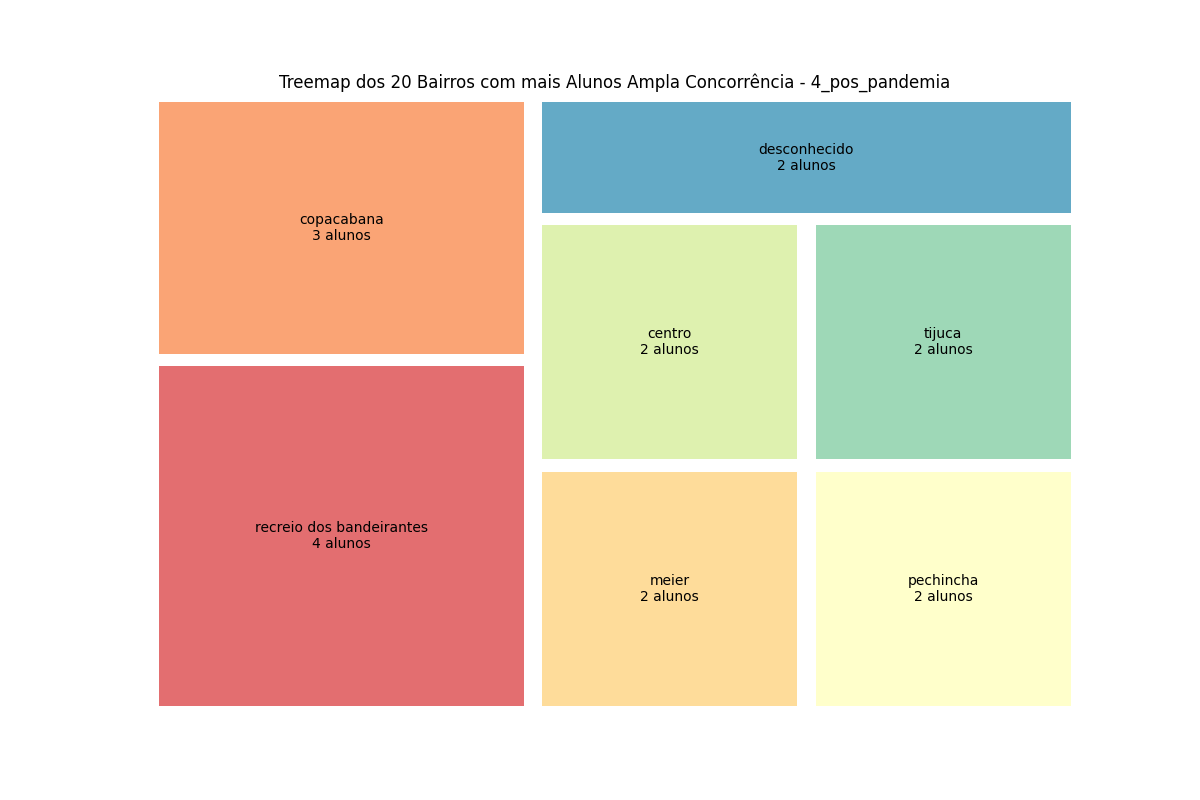 Treemap dos 20 Bairros com mais Alunos Ampla Concorrência - 4_pos_pandemia
copacabana
3 alunos
desconhecido
2 alunos
centro
2 alunos
tijuca
2 alunos
recreio dos bandeirantes
4 alunos
meier
2 alunos
pechincha
2 alunos